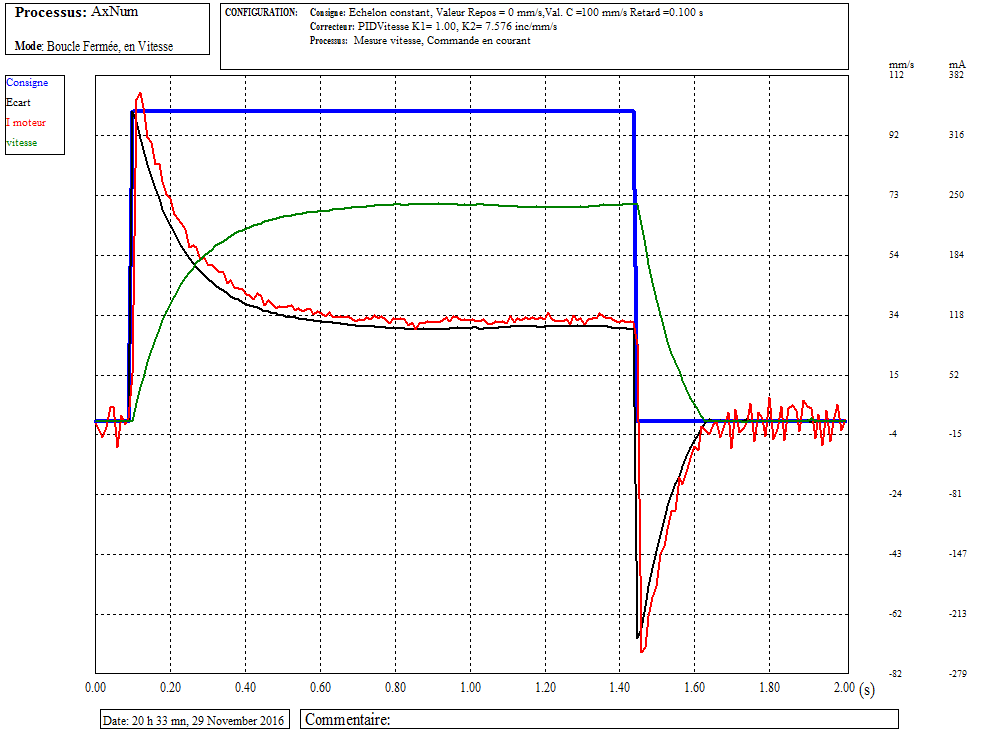 Processus: AxNum
Mode: Boucle Fermée, en Vitesse
CONFIGURATION: Consigne: Echelon constant, Valeur Repos = 0 mm/s,Val. C =100 mm/s Retard =0.100 s
Correcteur: PIDVitesse K1= 1.00, K2= 7.576 inc/mm/s
Processus: Mesure vitesse, Commande en courant
mm/s mA
Consigne
Ecart
I moteur
vitesse
112 382
92 316
73 250
54 184
34 118
15 52
-4 -15
-24 -81
-43 -147
-62 -213
-82 -279
0.00 0.20 0.40 0.60 0.80 1.00 1.20 1.40 1.60 1.80 2.00 (s)
Date: 20 h 33 mn, 29 November 2016
Commentaire: